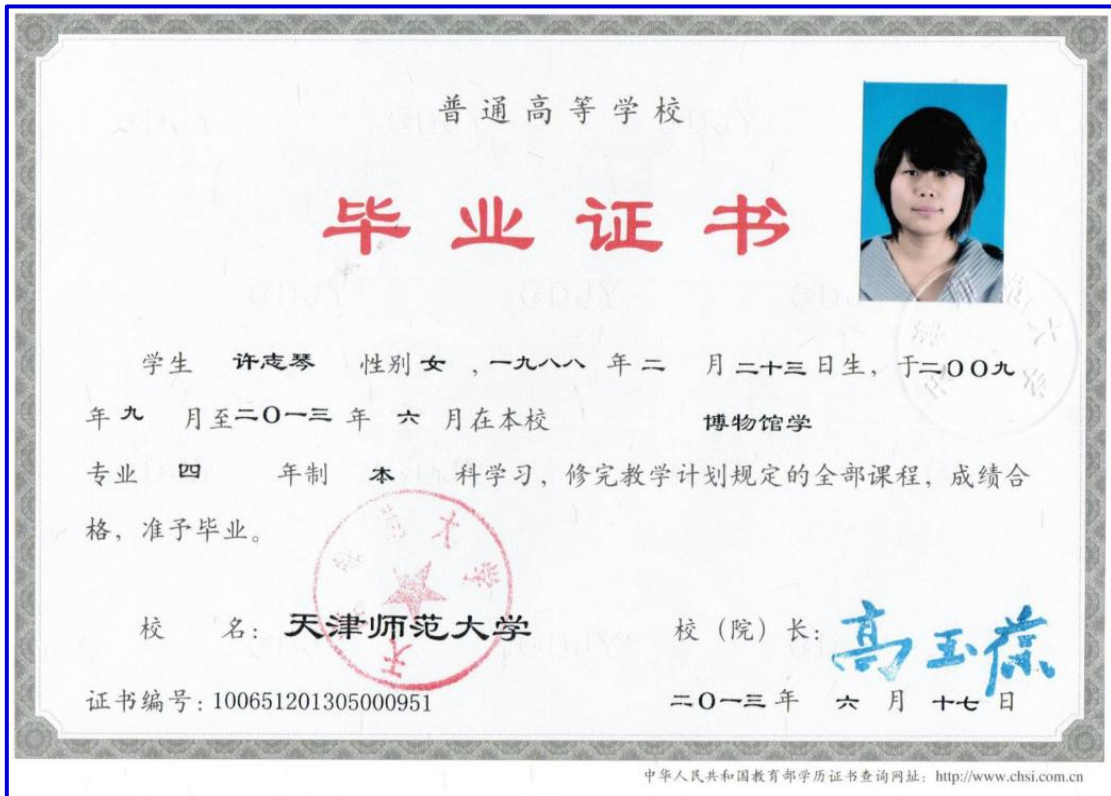 普通高等学校
毕业证书
学生 许志琴 性别 女 ,一九八八 年 二 月 二十三 日生, 于二〇〇九
年 九 月至二〇一三 年 六 月在本校 博物馆学
专业 四 年制 本 科学习, 修完教学计划规定的全部课程, 成绩合
格, 准予毕业。
校 名: 天津师范大学 校 (院) 长: 高玉葆
证书编号: 100651201305000951 二〇一三 年 六 月 十七 日
中华人民共和国教育部学历证书查询网址: http://www.chsi.com.cn